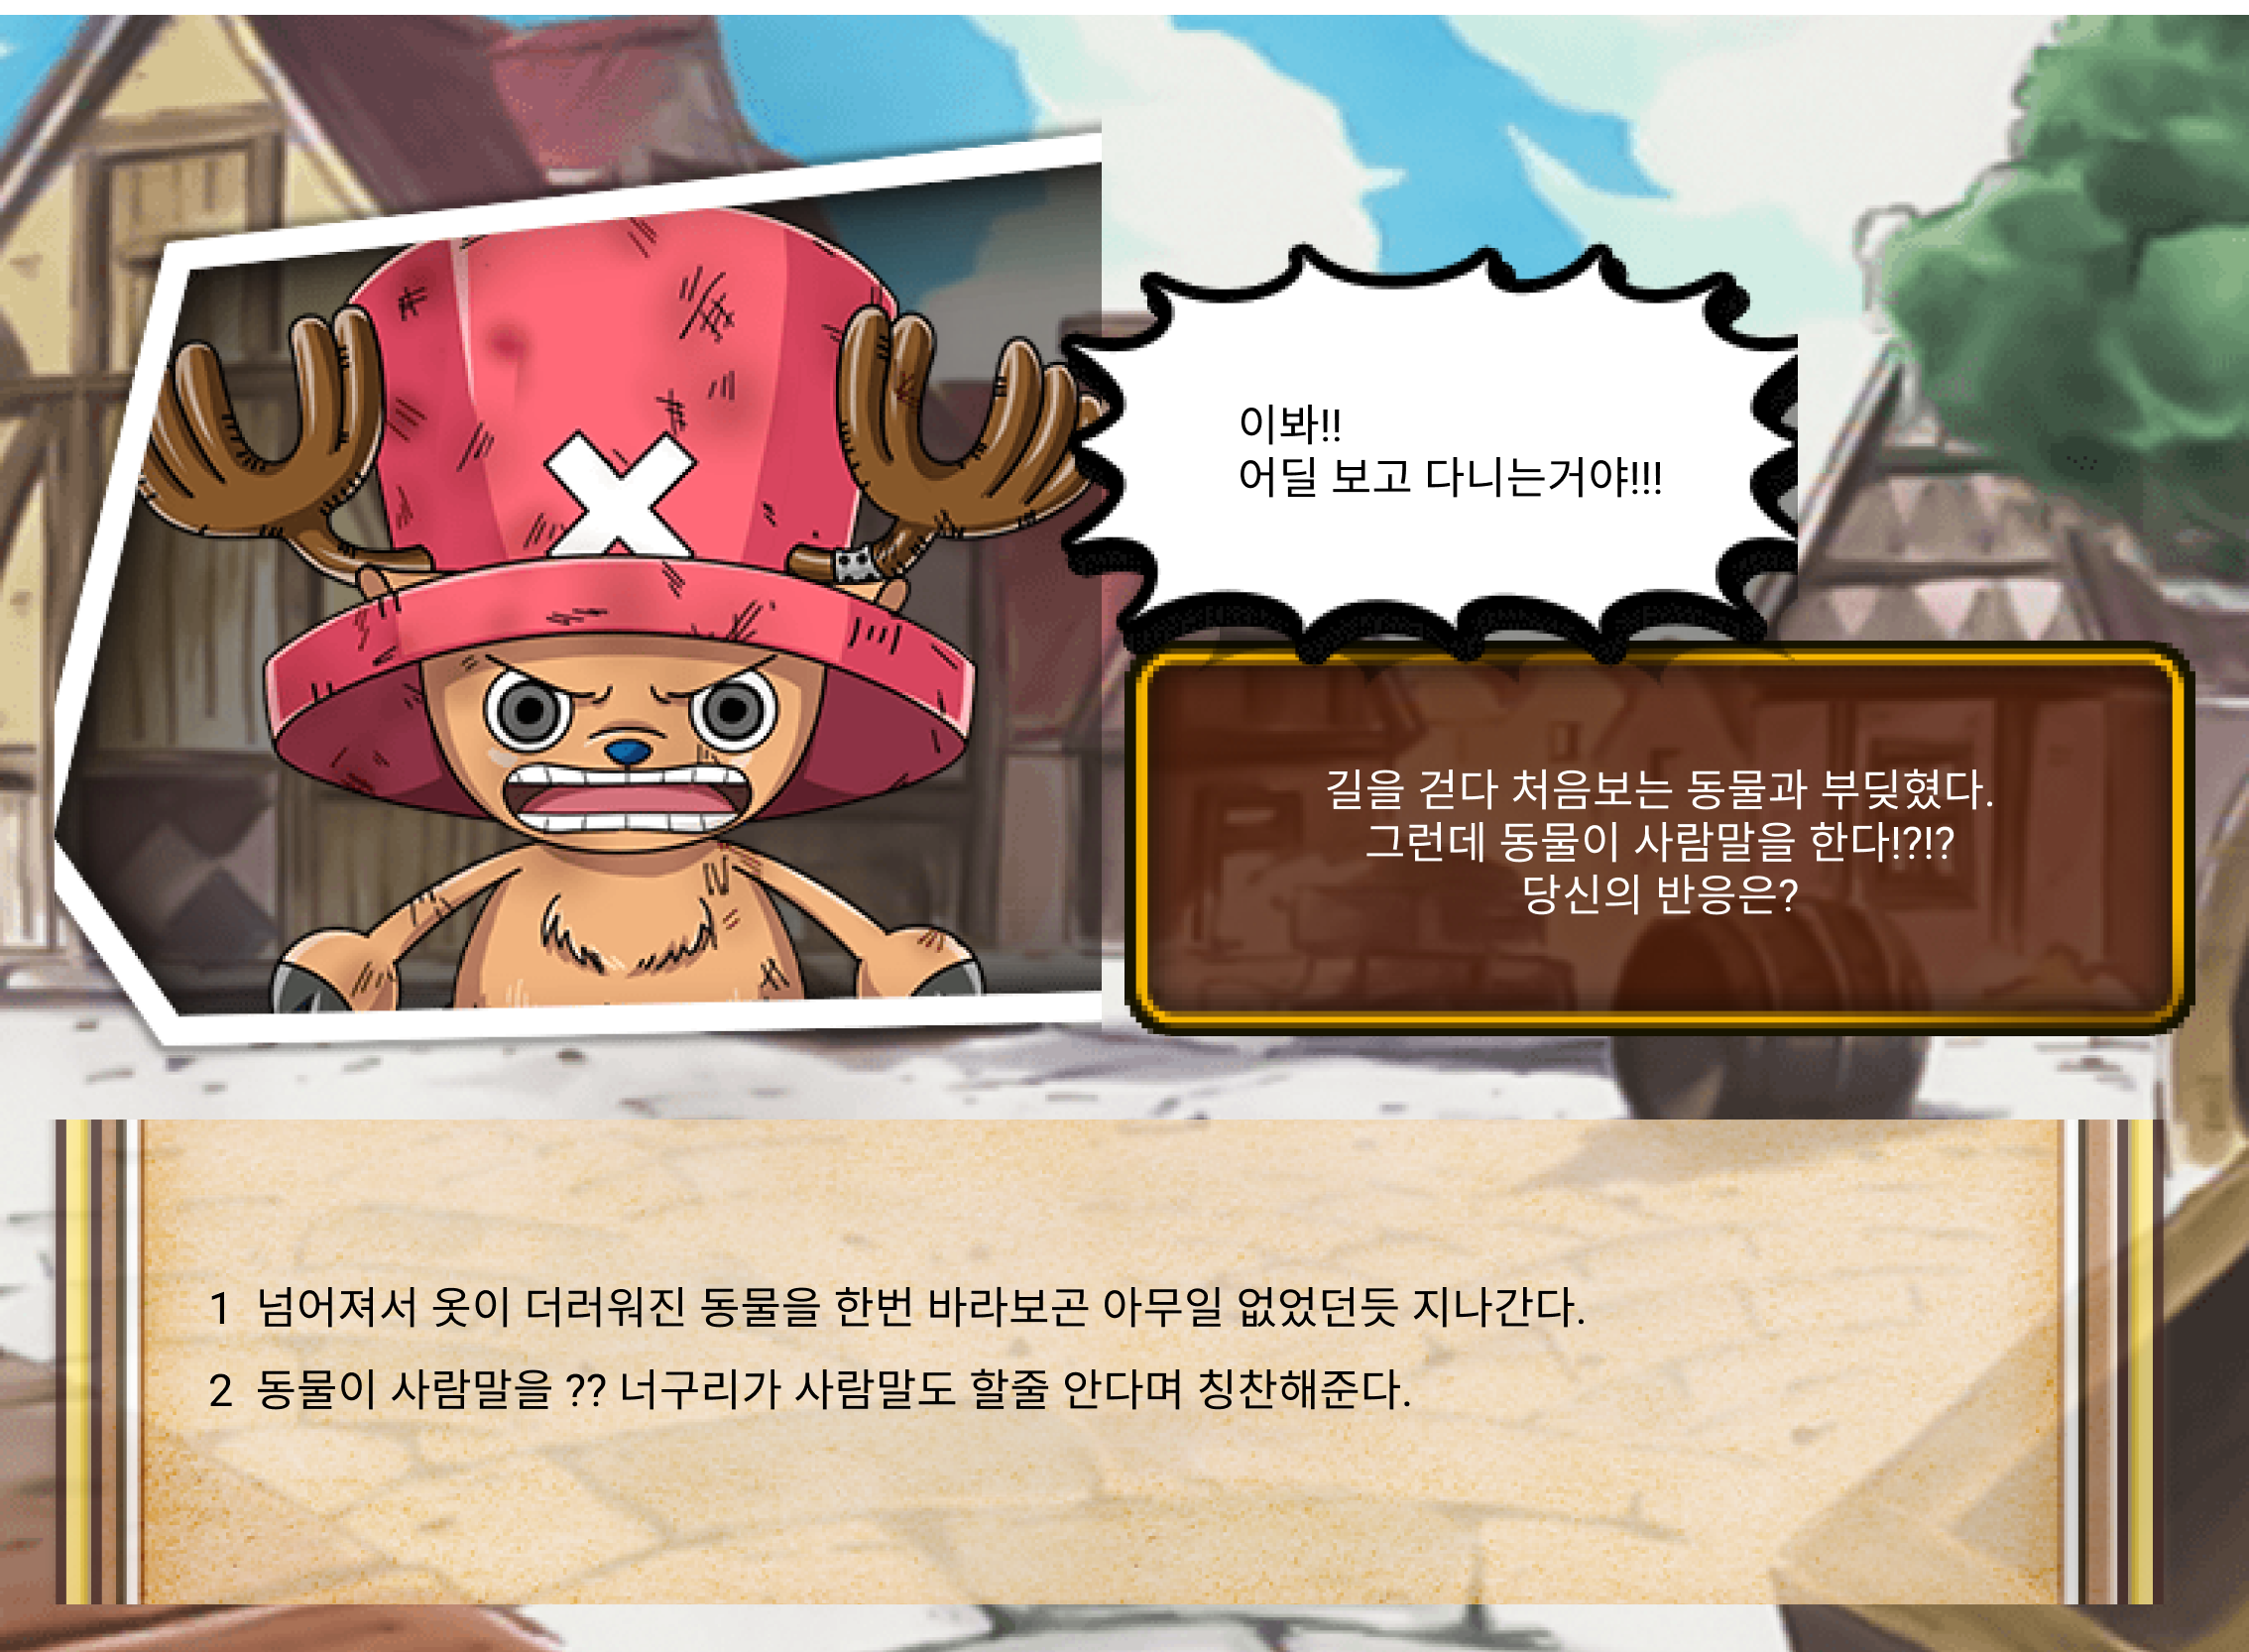 이봐!!
어딜 보고 다니는거야!!!
길을 걷다 처음보는 동물과 부딪혔다.
그런데 동물이 사람말을 한다!?!?
당신의 반응은?
1 넘어져서 옷이 더러워진 동물을 한번 바라보곤 아무일 없었던듯 지나간다.
2 동물이 사람말을 ?? 너구리가 사람말도 할줄 안다며 칭찬해준다.